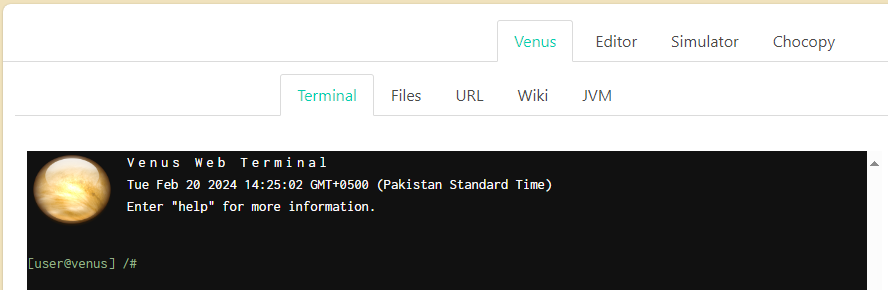 Venus Editor Simulator Chocopy
Terminal Files URL Wiki JVM
Venus Web Terminal
Tue Feb 20 2024 14:25:02 GMT+0500 (Pakistan Standard Time)
Enter "help" for more information.
[user@venus] /#